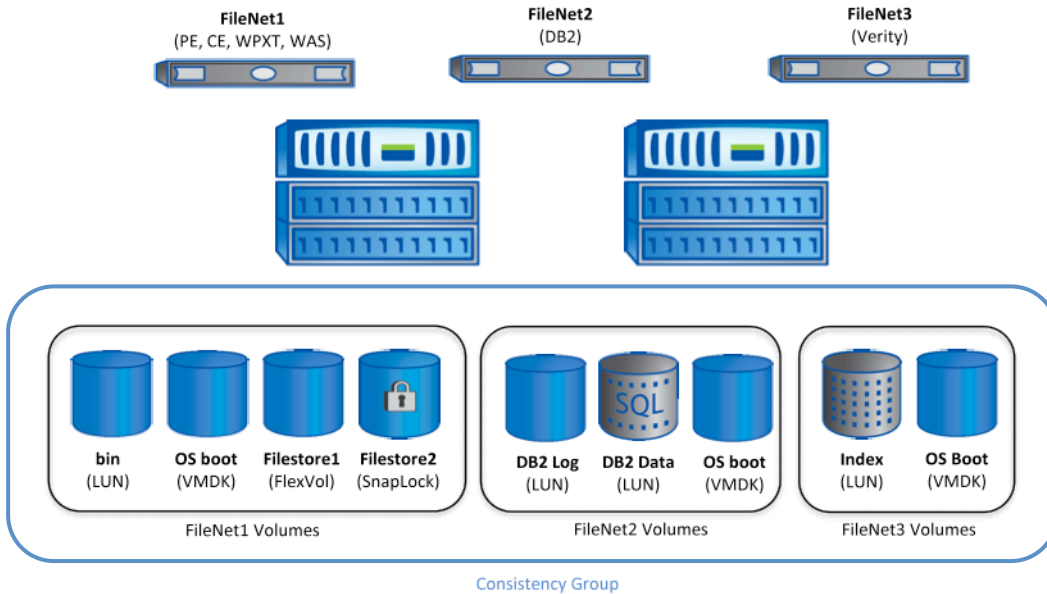 FileNet1
(PE, CE, WPXT, WAS)
FileNet2
(DB2)
FileNet3
(Verity)
bin
(LUN)
OS boot
(VMDK)
Filestore1
(FlexVol)
Filestore2
(SnapLock)
FileNet1 Volumes
SQL
DB2 Log
(LUN)
DB2 Data
(LUN)
OS boot
(VMDK)
FileNet2 Volumes
Index
(LUN)
OS Boot
(VMDK)
FileNet3 Volumes
Consistency Group